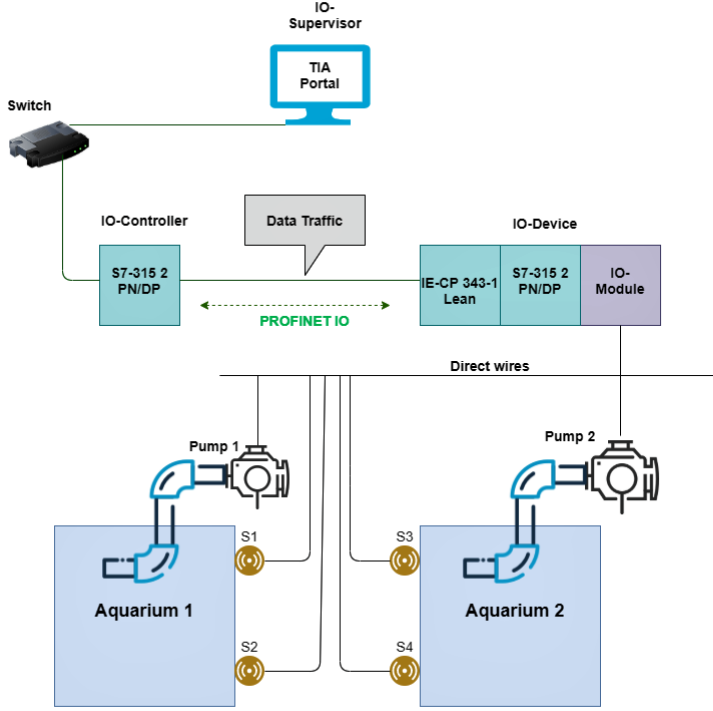 IO-
Supervisor
TIA
Portal
Switch
IO-Controller
Data Traffic
IO-Device
S7-315 2
PN/DP
IE-CP 343-1
Lean
S7-315 2
PN/DP
IO-
Module
PROFINET IO
Direct wires
Pump 1
Pump 2
S1
S3
Aquarium 1
Aquarium 2
S2
S4